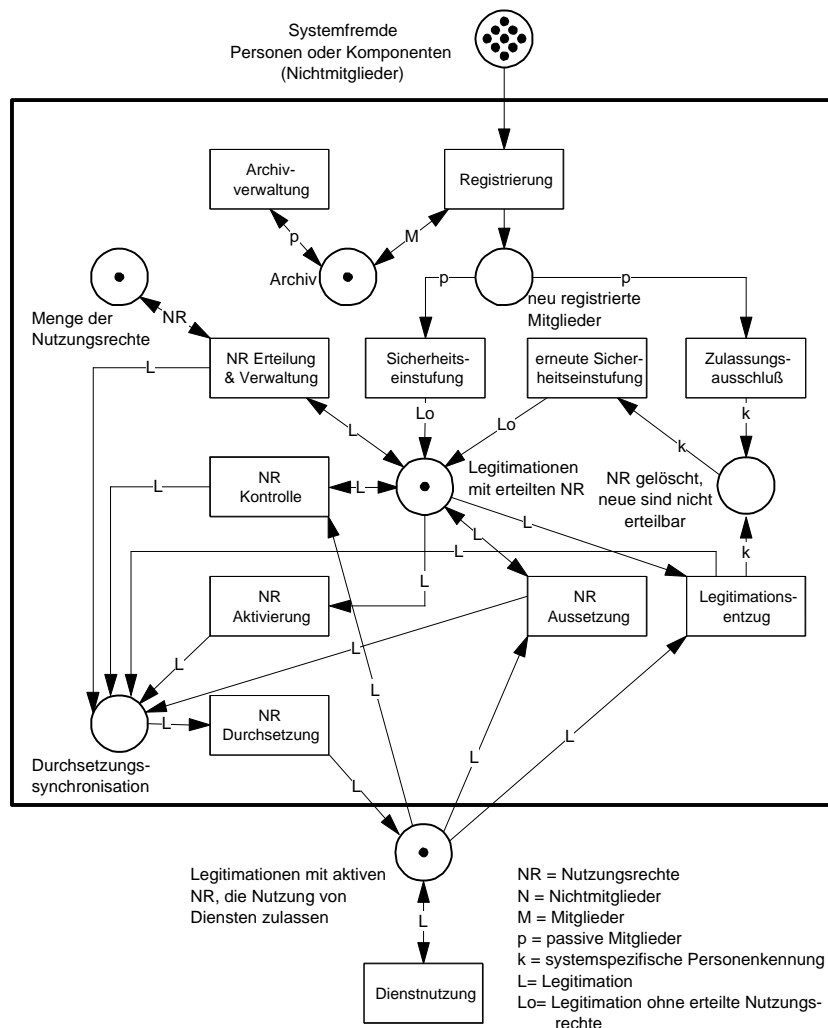 Systemfremde
Personen oder Komponenten
(Nichtmitglieder)
Archiv-
verwaltung
Registrierung
p
M
Archiv
neu registrierte
Mitglieder
p
p
Menge der
Nutzungsrechte
NR
L
NR Erteilung
& Verwaltung
Sicherheits-
einstufung
erneute Sicher-
heitseinstufung
Zulassungs-
ausschluß
Lo
Lo
k
k
L
Legitimationen
mit erteilten NR
NR gelöscht,
neue sind nicht
erteilbar
L
NR
Kontrolle
L
L
L
L
k
L
NR
Aktivierung
NR
Aussetzung
Legitimations-
entzug
L
L
L
L
NR
Durchsetzung
L
L
L
Durchsetzungs-
synchronisation
Legitimationen mit aktiven
NR, die Nutzung von
Diensten zulassen
L
Dienstnutzung
NR = Nutzungsrechte
N = Nichtmitglieder
M = Mitglieder
p = passive Mitglieder
k = systemspezifische Personenkennung
L= Legitimation
Lo= Legitimation ohne erteilte Nutzungs-
rechte